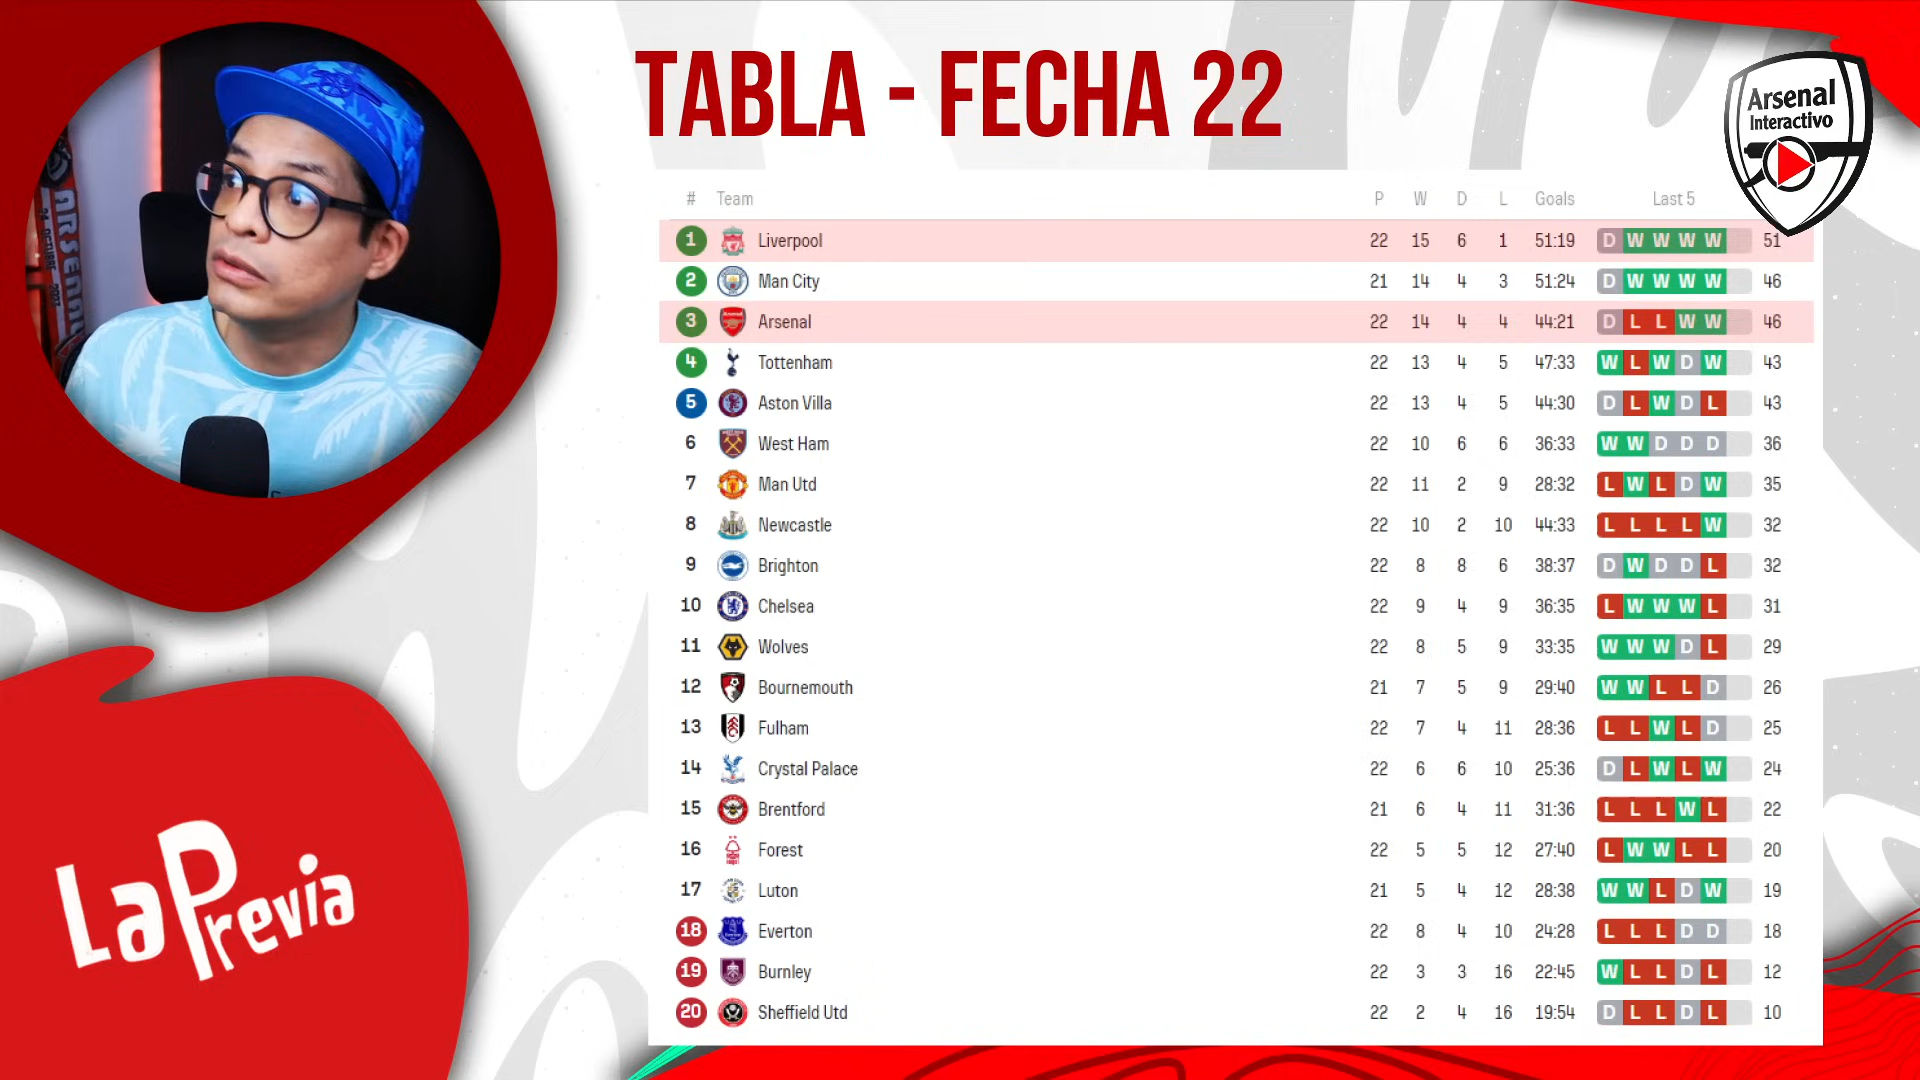 TABLA - FECHA 22
Arsenal
Interactivo
ARSENAL
# Team P W D L Goals Last 5
1 Liverpool 22 15 6 1 51:19 D W W W W 51
2 Man City 21 14 4 3 51:24 D W W W W 46
3 Arsenal 22 14 4 4 44:21 D L L W W 46
4 Tottenham 22 13 4 5 47:33 W L W D W 43
5 Aston Villa 22 13 4 5 44:30 D L W D L 43
6 West Ham 22 10 6 6 36:33 W W D D D 36
7 Man Utd 22 11 2 9 28:32 L W L D W 35
8 Newcastle 22 10 2 10 44:33 L L L L W 32
9 Brighton 22 8 8 6 38:37 D W D D L 32
10 Chelsea 22 9 4 9 36:35 L W W W L 31
11 Wolves 22 8 5 9 33:35 W W W D L 29
12 Bournemouth 21 7 5 9 29:40 W W L L D 26
13 Fulham 22 7 4 11 28:36 L L W L D 25
14 Crystal Palace 22 6 6 10 25:36 D L W L W 24
15 Brentford 21 6 4 11 31:36 L L L W L 22
16 Forest 22 5 5 12 27:40 L W W L L 20
17 Luton 21 5 4 12 28:38 W W L D W 19
18 Everton 22 8 4 10 24:28 L L L D D 18
19 Burnley 22 3 3 16 22:45 W L L D L 12
20 Sheffield Utd 22 2 4 16 19:54 D L L D L 10
La Previa